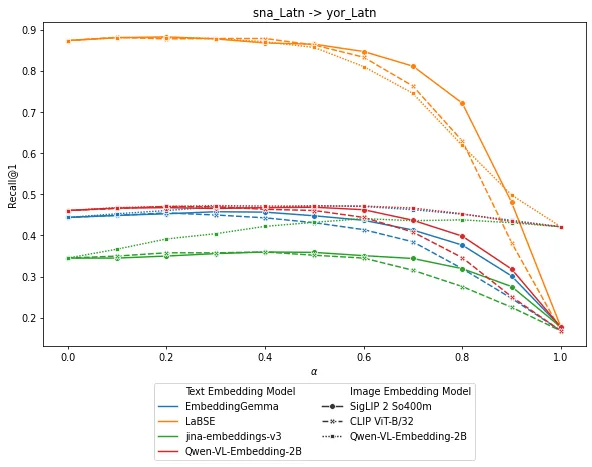 sna_Latn -> yor_Latn
Recall@1
0.9
0.8
0.7
0.6
0.5
0.4
0.3
0.2
0.0 0.2 0.4 0.6 0.8 1.0
α
Text Embedding Model
EmbeddingGemma
LaBSE
jina-embeddings-v3
Qwen-VL-Embedding-2B
Image Embedding Model
SigLIP 2 So400m
CLIP ViT-B/32
Qwen-VL-Embedding-2B